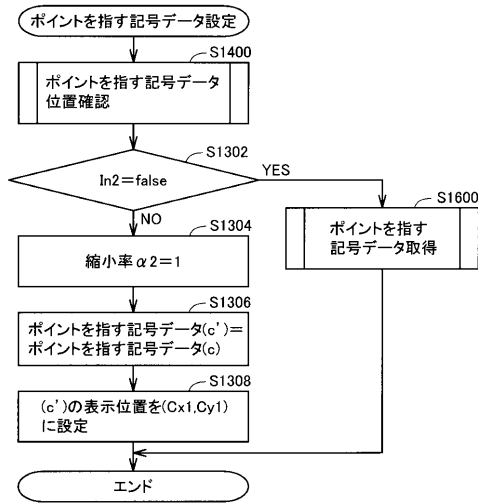 ポイントを指す記号データ設定
S1400
ポイントを指す記号データ
位置確認
S1302
In2=false
YES
NO
S1600
ポイントを指す
記号データ取得
S1304
縮小率α2=1
S1306
ポイントを指す記号データ(c')=
ポイントを指す記号データ(c)
S1308
(c')の表示位置を(Cx1,Cy1)
に設定
エンド